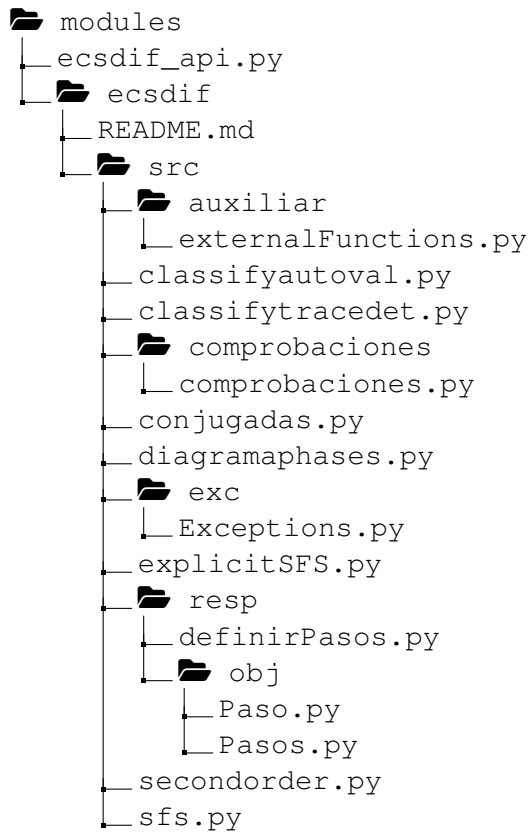 modules
ecsdif_api.py
ecsdif
README.md
src
auxiliar
externalFunctions.py
classifyautoval.py
classifytracedet.py
comprobaciones
comprobaciones.py
conjugadas.py
diagramaphases.py
exc
Exceptions.py
explicitSFS.py
resp
definirPasos.py
obj
Paso.py
Pasos.py
secondorder.py
sfs.py